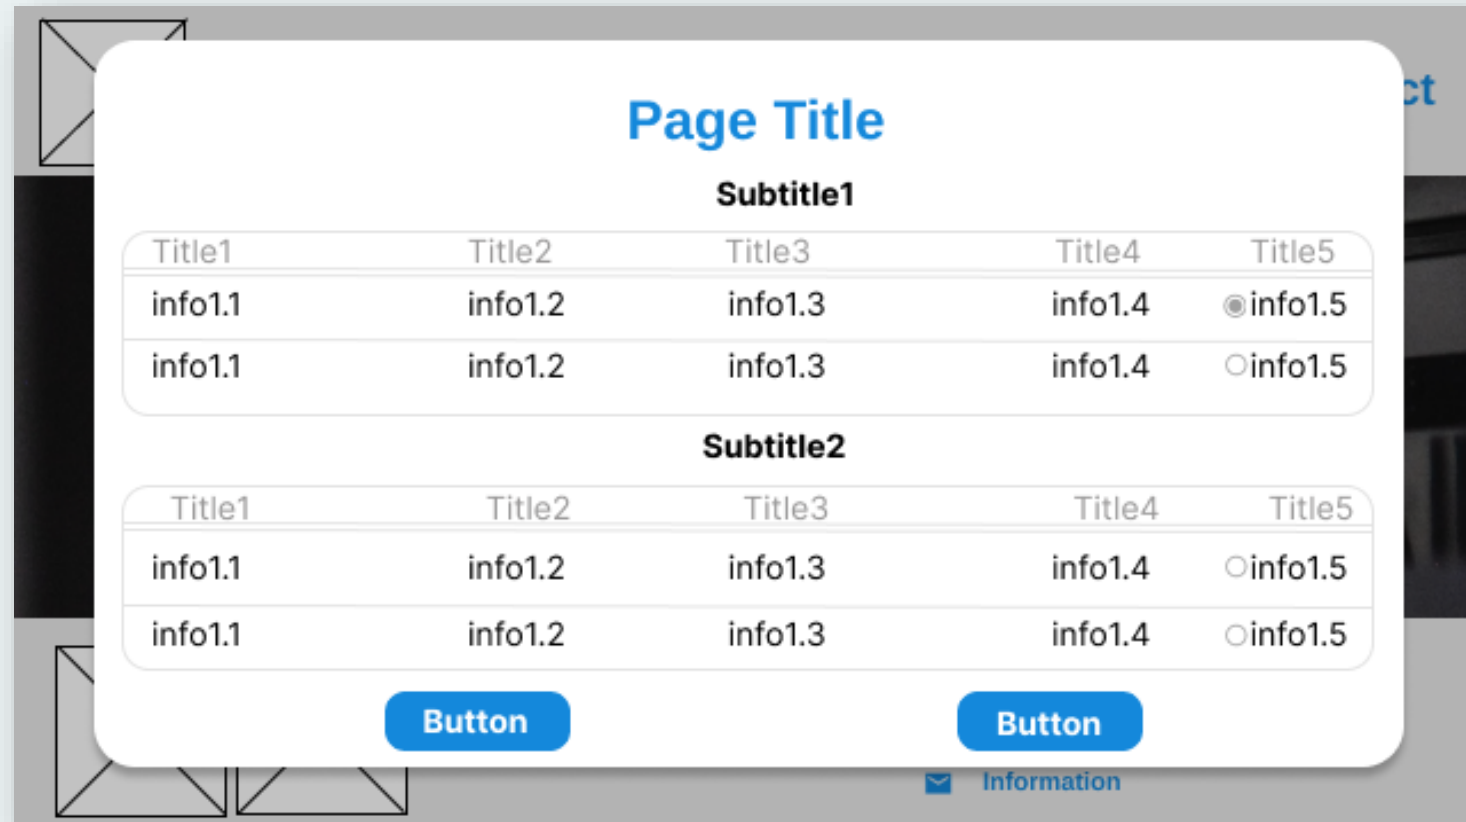 ct
Page Title
Subtitle1
Title1 Title2 Title3 Title4 Title5
info1.1 info1.2 info1.3 info1.4 info1.5
info1.1 info1.2 info1.3 info1.4 info1.5
Subtitle2
Title1 Title2 Title3 Title4 Title5
info1.1 info1.2 info1.3 info1.4 info1.5
info1.1 info1.2 info1.3 info1.4 info1.5
Button Button
Information